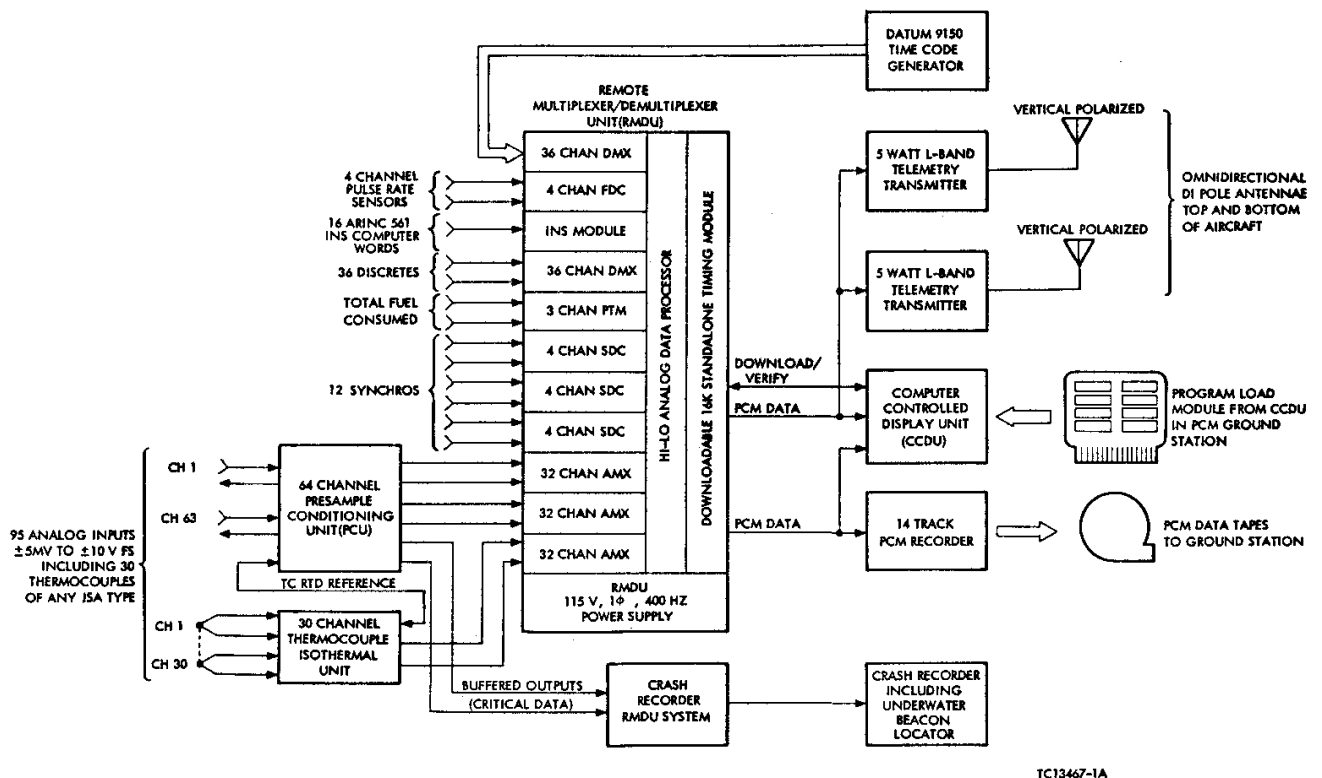 DATUM 9150
TIME CODE
GENERATOR
REMOTE
MULTIPLEXER/DEMULTIPLEXER
UNIT(RMDU)
36 CHAN DMX
4 CHAN FDC
INS MODULE
36 CHAN DMX
3 CHAN PTM
4 CHAN SDC
4 CHAN SDC
4 CHAN SDC
32 CHAN AMX
32 CHAN AMX
32 CHAN AMX
HI-LO ANALOG DATA PROCESSOR
DOWNLOADABLE 16K STANDALONE TIMING MODULE
RMDU
115 V, 1ϕ , 400 HZ
POWER SUPPLY
4 CHANNEL
PULSE RATE
SENSORS
16 ARINC 561
INS COMPUTER
WORDS
36 DISCRETES
TOTAL FUEL
CONSUMED
12 SYNCHROS
95 ANALOG INPUTS
±5MV TO ±10 V FS
INCLUDING 30
THERMOCOUPLES
OF ANY ISA TYPE
CH 1
CH 63
64 CHANNEL
PRESAMPLE
CONDITIONING
UNIT(PCU)
TC RTD REFERENCE
CH 1
CH 30
30 CHANNEL
THERMOCOUPLE
ISOTHERMAL
UNIT
BUFFERED OUTPUTS
(CRITICAL DATA)
CRASH
RECORDER
RMDU SYSTEM
CRASH RECORDER
INCLUDING
UNDERWATER
BEACON
LOCATOR
VERTICAL POLARIZED
5 WATT L-BAND
TELEMETRY
TRANSMITTER
VERTICAL POLARIZED
5 WATT L-BAND
TELEMETRY
TRANSMITTER
OMNIDIRECTIONAL
DI POLE ANTENNAE
TOP AND BOTTOM
OF AIRCRAFT
DOWNLOAD/
VERIFY
PCM DATA
COMPUTER
CONTROLLED
DISPLAY UNIT
(CCDU)
PROGRAM LOAD
MODULE FROM CCDU
IN PCM GROUND
STATION
PCM DATA
14 TRACK
PCM RECORDER
PCM DATA TAPES
TO GROUND STATION
TC13467-1A